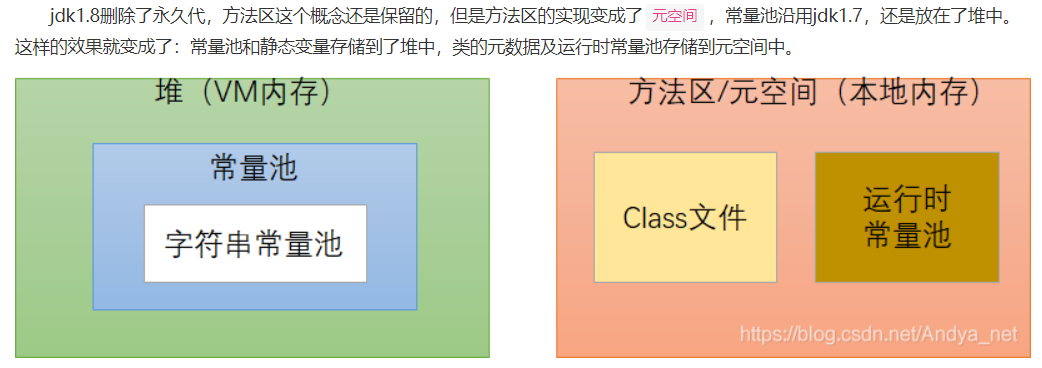 jdk1.8删除了永久代，方法区这个概念还是保留的，但是方法区的实现变成了 元空间 ，常量池沿用jdk1.7，还是放在了堆中。
这样的效果就变成了：常量池和静态变量存储到了堆中，类的元数据及运行时常量池存储到元空间中。
堆（VM内存）
常量池
字符串常量池
方法区/元空间（本地内存）
Class文件
运行时
常量池
https://blog.csdn.net/Andya_net